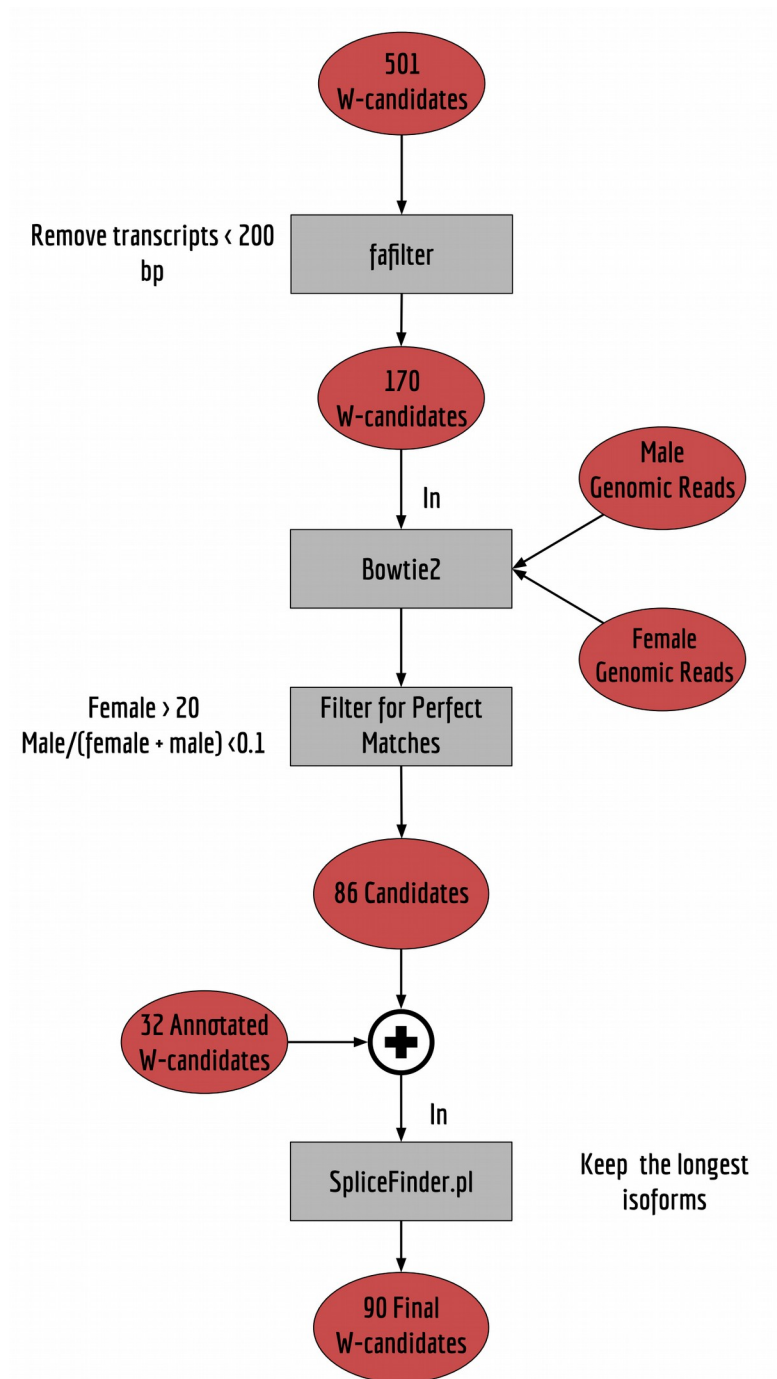 501
W-candidates
Remove transcripts < 200
bp
fafilter
170
W-candidates
Male
Genomic Reads
In
Bowtie2
Female
Genomic Reads
Female > 20
Male/(female + male) <0.1
Filter for Perfect
Matches
86 Candidates
32 Annotated
W-candidates
In
SpliceFinder.pl
Keep the longest
isoforms
90 Final
W-candidates